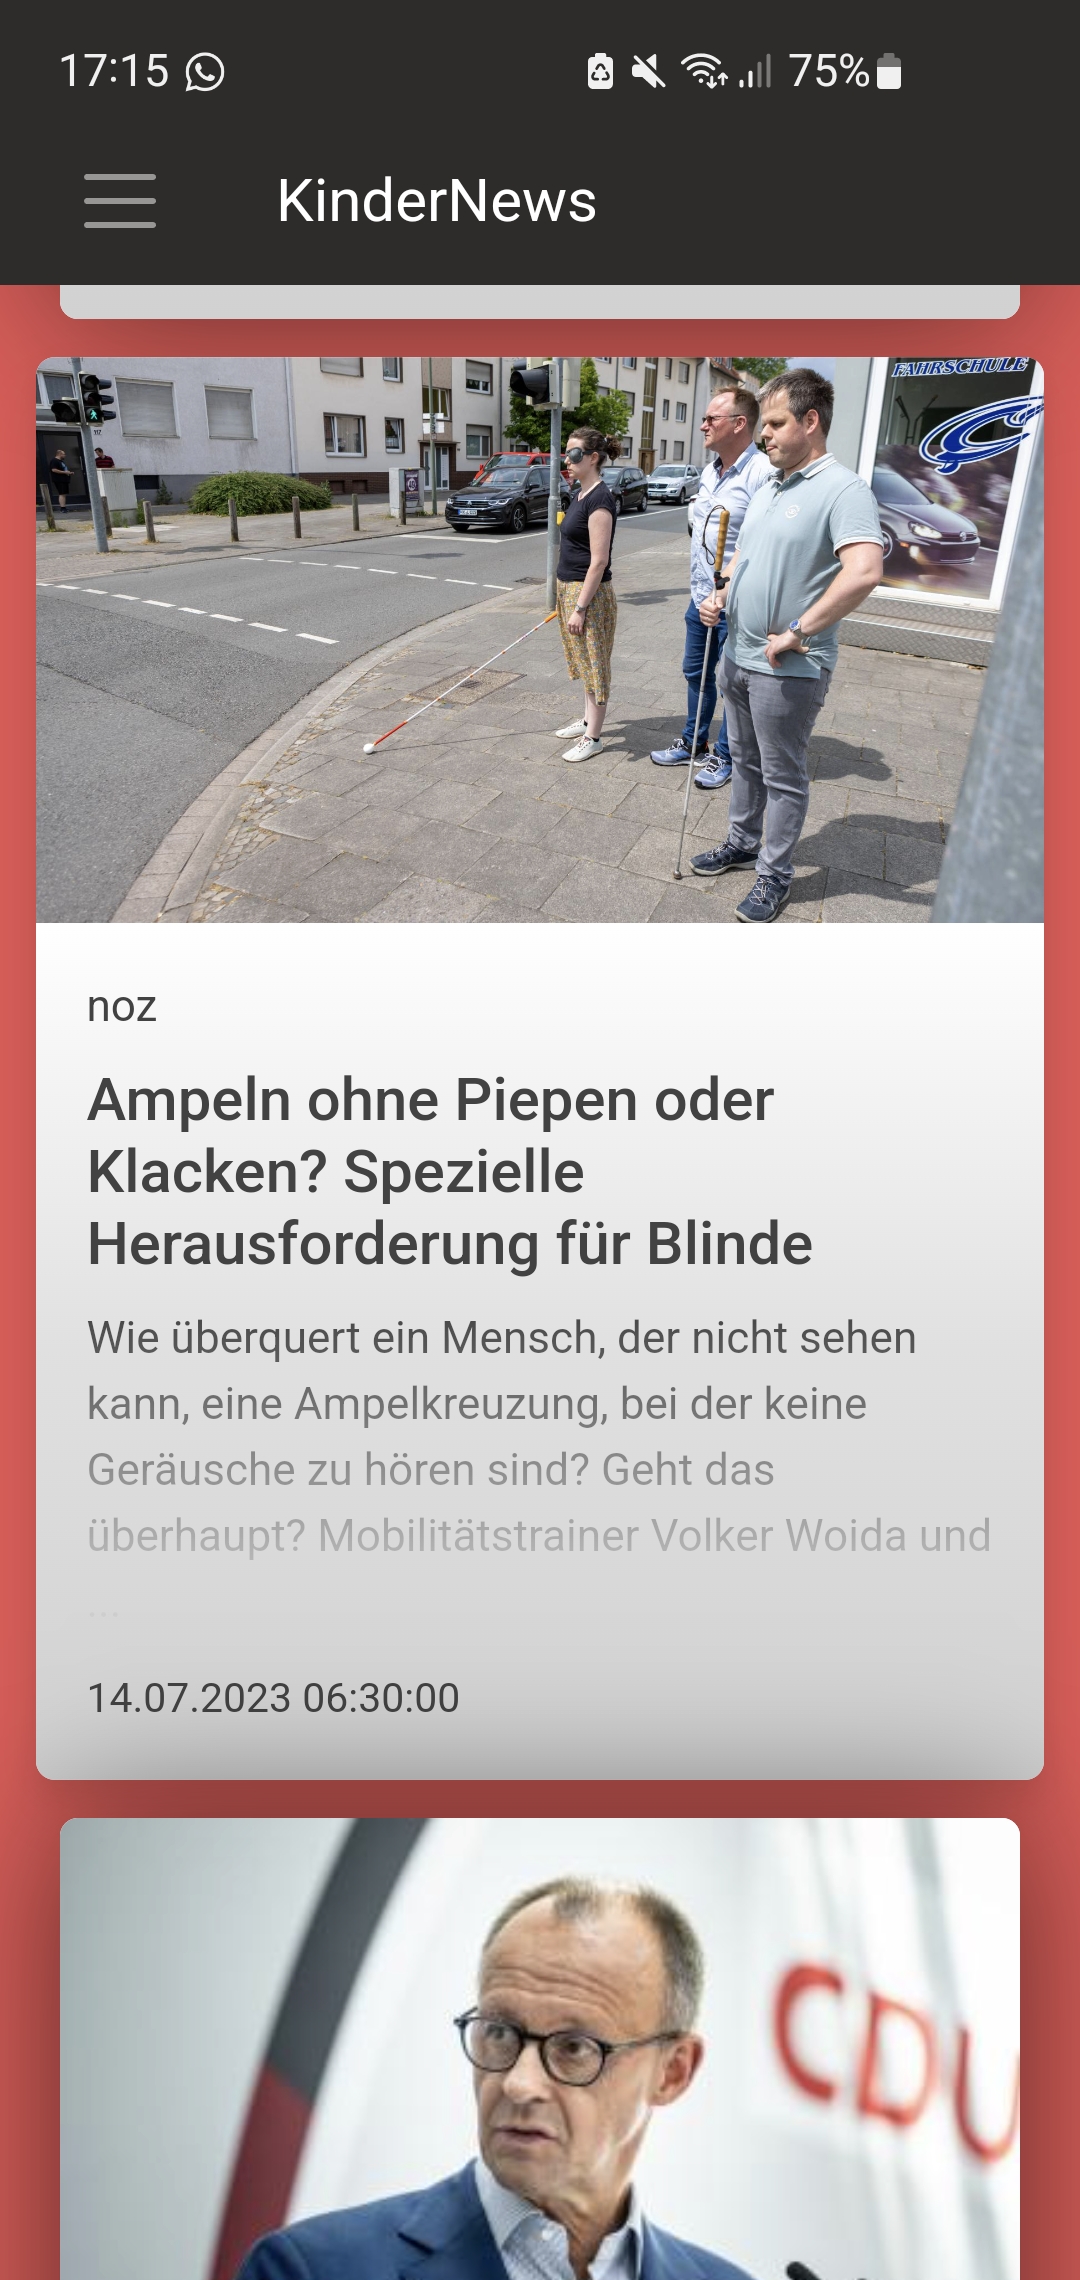 17:15
75%
KinderNews
FAHRSCHULE
noz
Ampeln ohne Piepen oder
Klacken? Spezielle
Herausforderung für Blinde
Wie überquert ein Mensch, der nicht sehen
kann, eine Ampelkreuzung, bei der keine
Geräusche zu hören sind? Geht das
überhaupt? Mobilitätstrainer Volker Woida und
...
14.07.2023 06:30:00
CDU